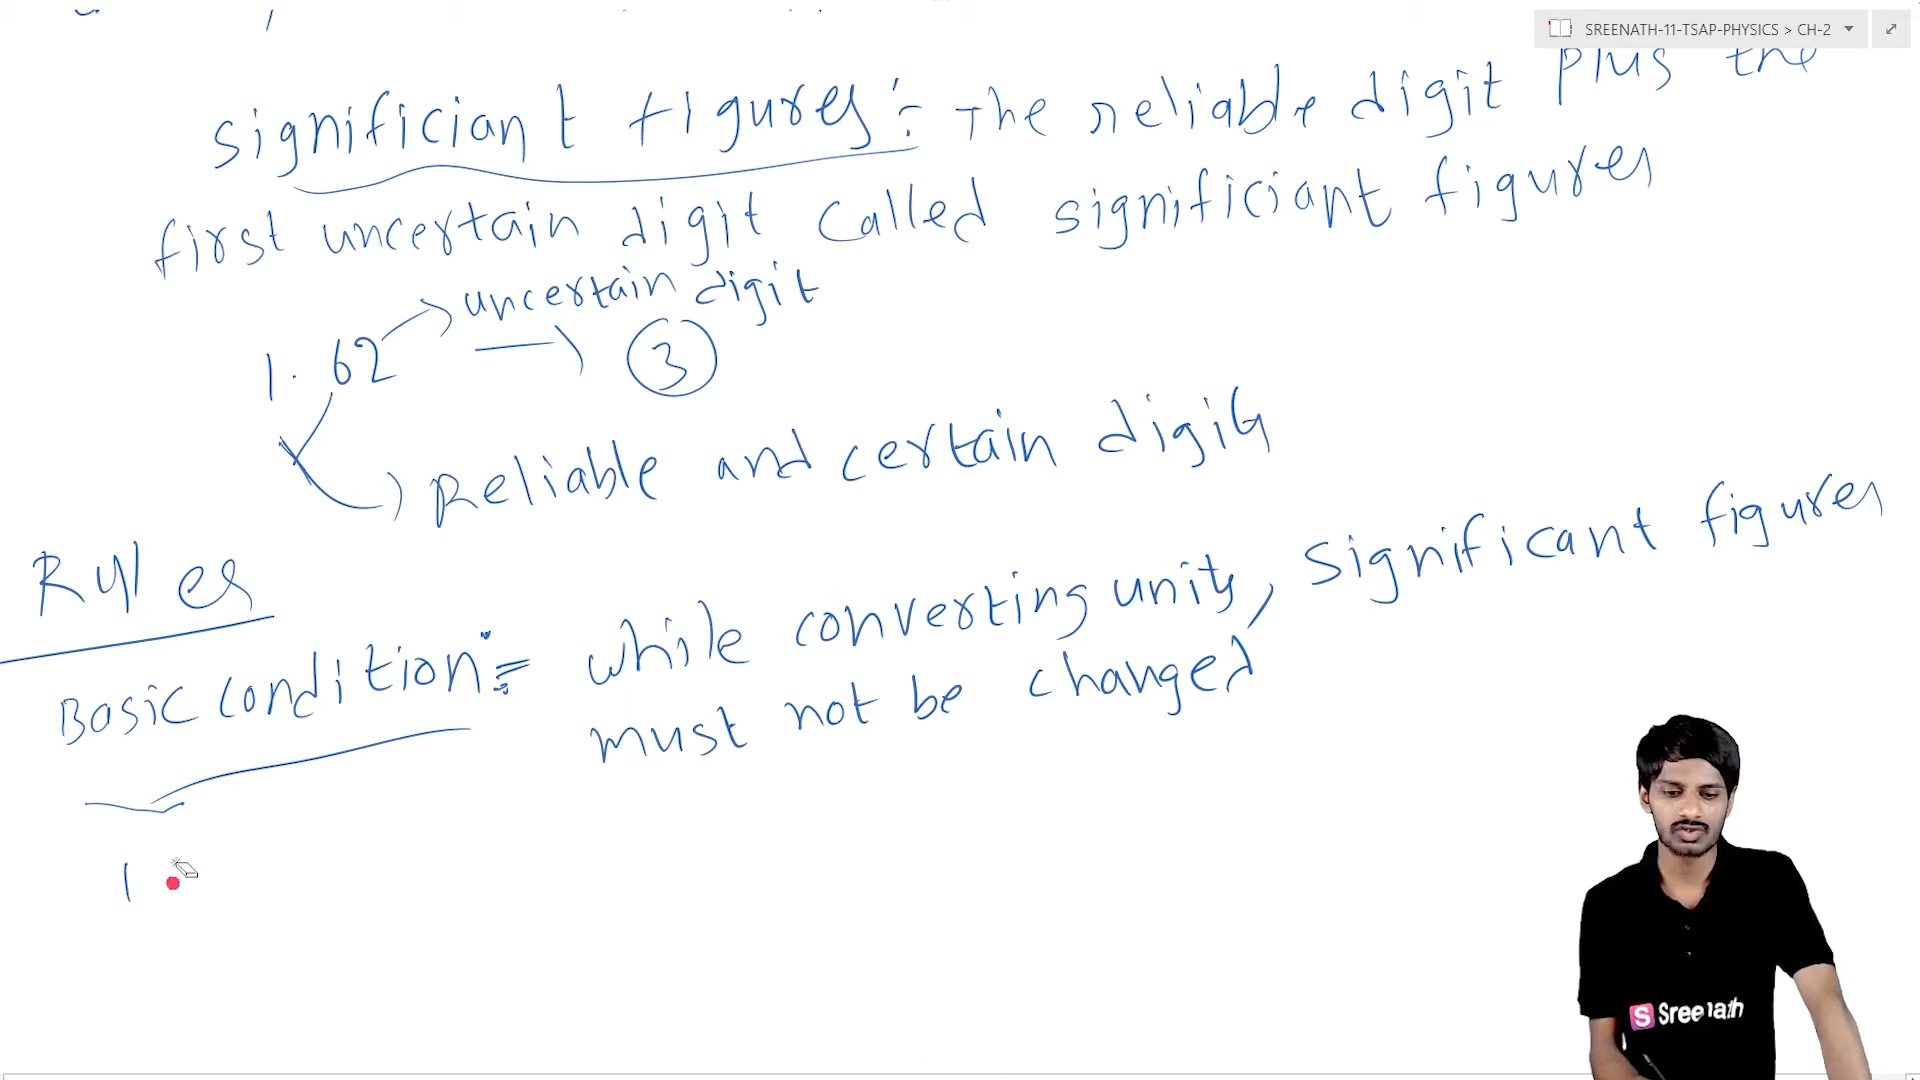 SREENATH-11-TSAP-PHYSICS > CH-2
significiant figures :- The reliable digit plus the
first uncertain digit called significiant figures
uncertain digit
1.62 → 3
Reliable and certain digits
Rules
Basic condition := while converting units, significant figures
must not be changed
1
S Sreenath